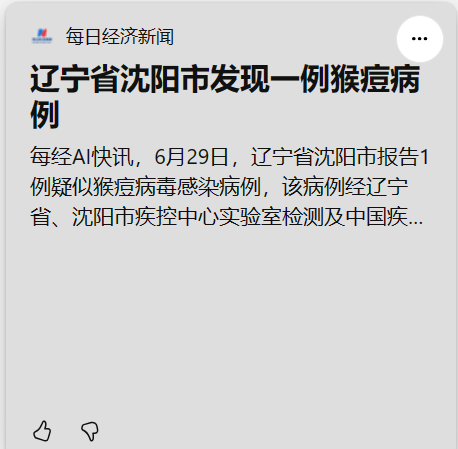 每日经济新闻
辽宁省沈阳市发现一例猴痘病
例
每经AI快讯，6月29日，辽宁省沈阳市报告1
例疑似猴痘病毒感染病例，该病例经辽宁
省、沈阳市疾控中心实验室检测及中国疾...